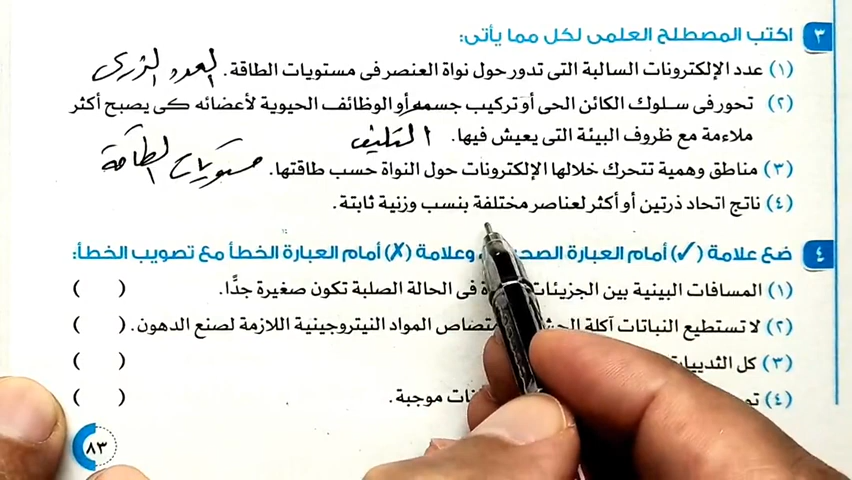 ٣ اكتب المصطلح العلمى لكل مما يأتى:
(١) عدد الإلكترونات السالبة التى تدور حول نواة العنصر فى مستويات الطاقة. العدد الذرى
(٢) تحور فى سلوك الكائن الحى أو تركيب جسمه أو الوظائف الحيوية لأعضائه كى يصبح أكثر
ملاءمة مع ظروف البيئة التى يعيش فيها. التكيف
(٣) مناطق وهمية تتحرك خلالها الإلكترونات حول النواة حسب طاقتها. مستويات الطاقة
(٤) ناتج اتحاد ذرتين أو أكثر لعناصر مختلفة بنسب وزنية ثابتة.
٤ ضع علامة (✓) أمام العبارة وعلامة (✗) أمام العبارة الخطأ مع تصويب الخطأ:
(١) المسافات البينية بين الجزيئات فى الحالة الصلبة تكون صغيرة جدًّا. ( )
(٢) لا تستطيع النباتات آكلة المواد النيتروجينية اللازمة لصنع الدهون. ( )
(٣) كل الثدييات ( )
(٤) موجبة. ( )
٨٣